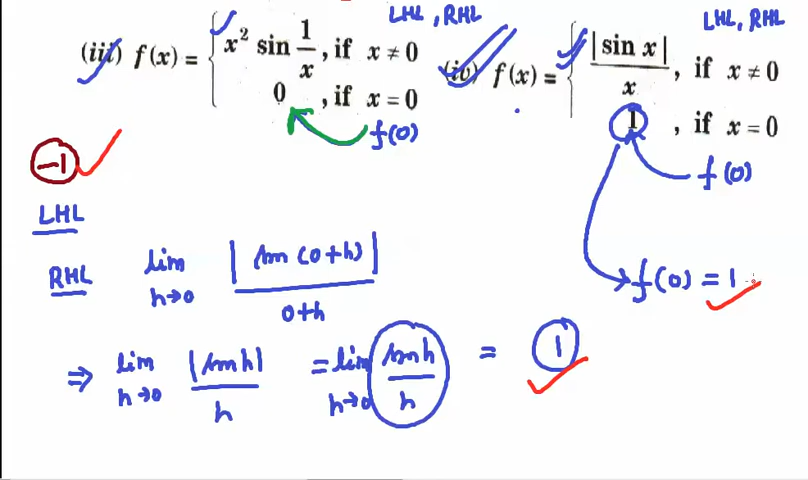 LHL, RHL
LHL, RHL
(iii) f(x) = { x² sin 1/x, if x ≠ 0
0 , if x = 0
f(0)
(iv) f(x) = { |sin x|/x, if x ≠ 0
1 , if x = 0
f(0)
-1
LHL
RHL lim h→0 |sin(0+h)| / 0+h
f(0) = 1
⇒ lim h→0 |sin h| / h = lim h→0 sin h / h = 1